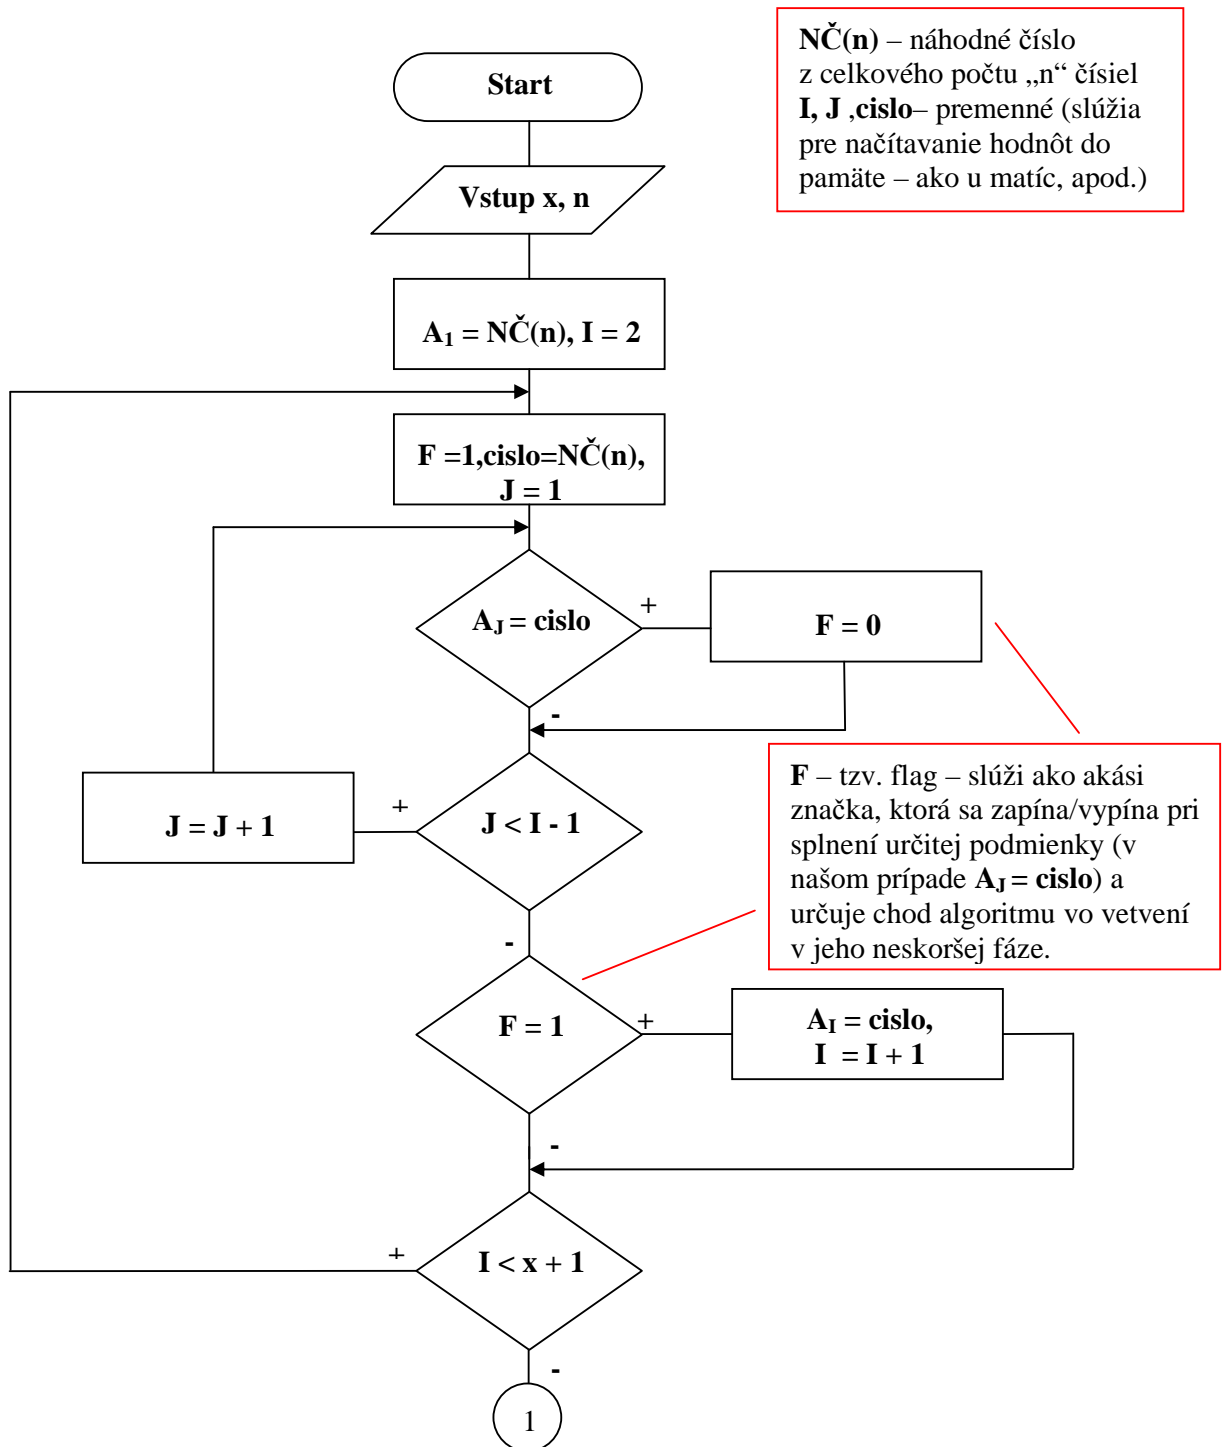 NČ(n) – náhodné číslo
z celkového počtu „n“ čísiel
I, J ,cislo– premenné (slúžia
pre načítavanie hodnôt do
pamäte – ako u matíc, apod.)
Start
Vstup x, n
A1 = NČ(n), I = 2
F =1,cislo=NČ(n),
J = 1
AJ = cislo
+
F = 0
-
J < I - 1
+
J = J + 1
F – tzv. flag – slúži ako akási
značka, ktorá sa zapína/vypína pri
splnení určitej podmienky (v
našom prípade AJ = cislo) a
určuje chod algoritmu vo vetvení
v jeho neskoršej fáze.
-
F = 1
+
AI = cislo,
I = I + 1
-
I < x + 1
+
-
1